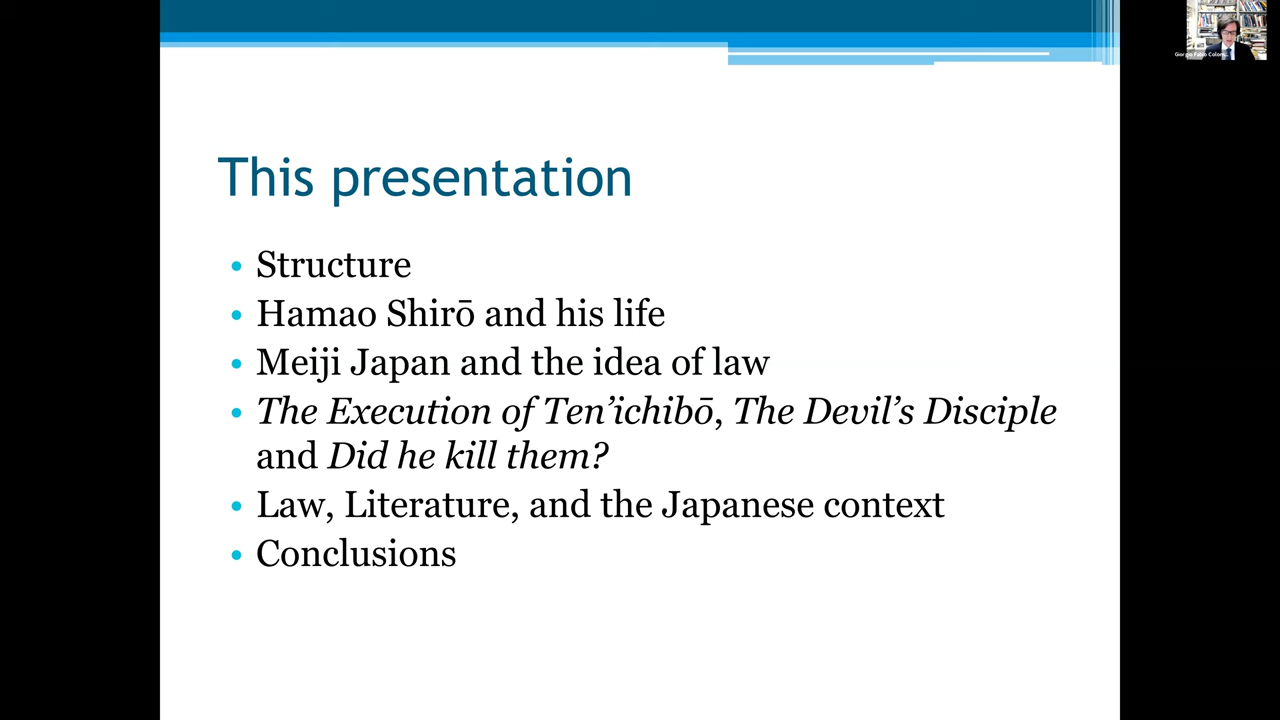 This presentation
• Structure
• Hamao Shirō and his life
• Meiji Japan and the idea of law
• The Execution of Ten’ichibō, The Devil’s Disciple
and Did he kill them?
• Law, Literature, and the Japanese context
• Conclusions